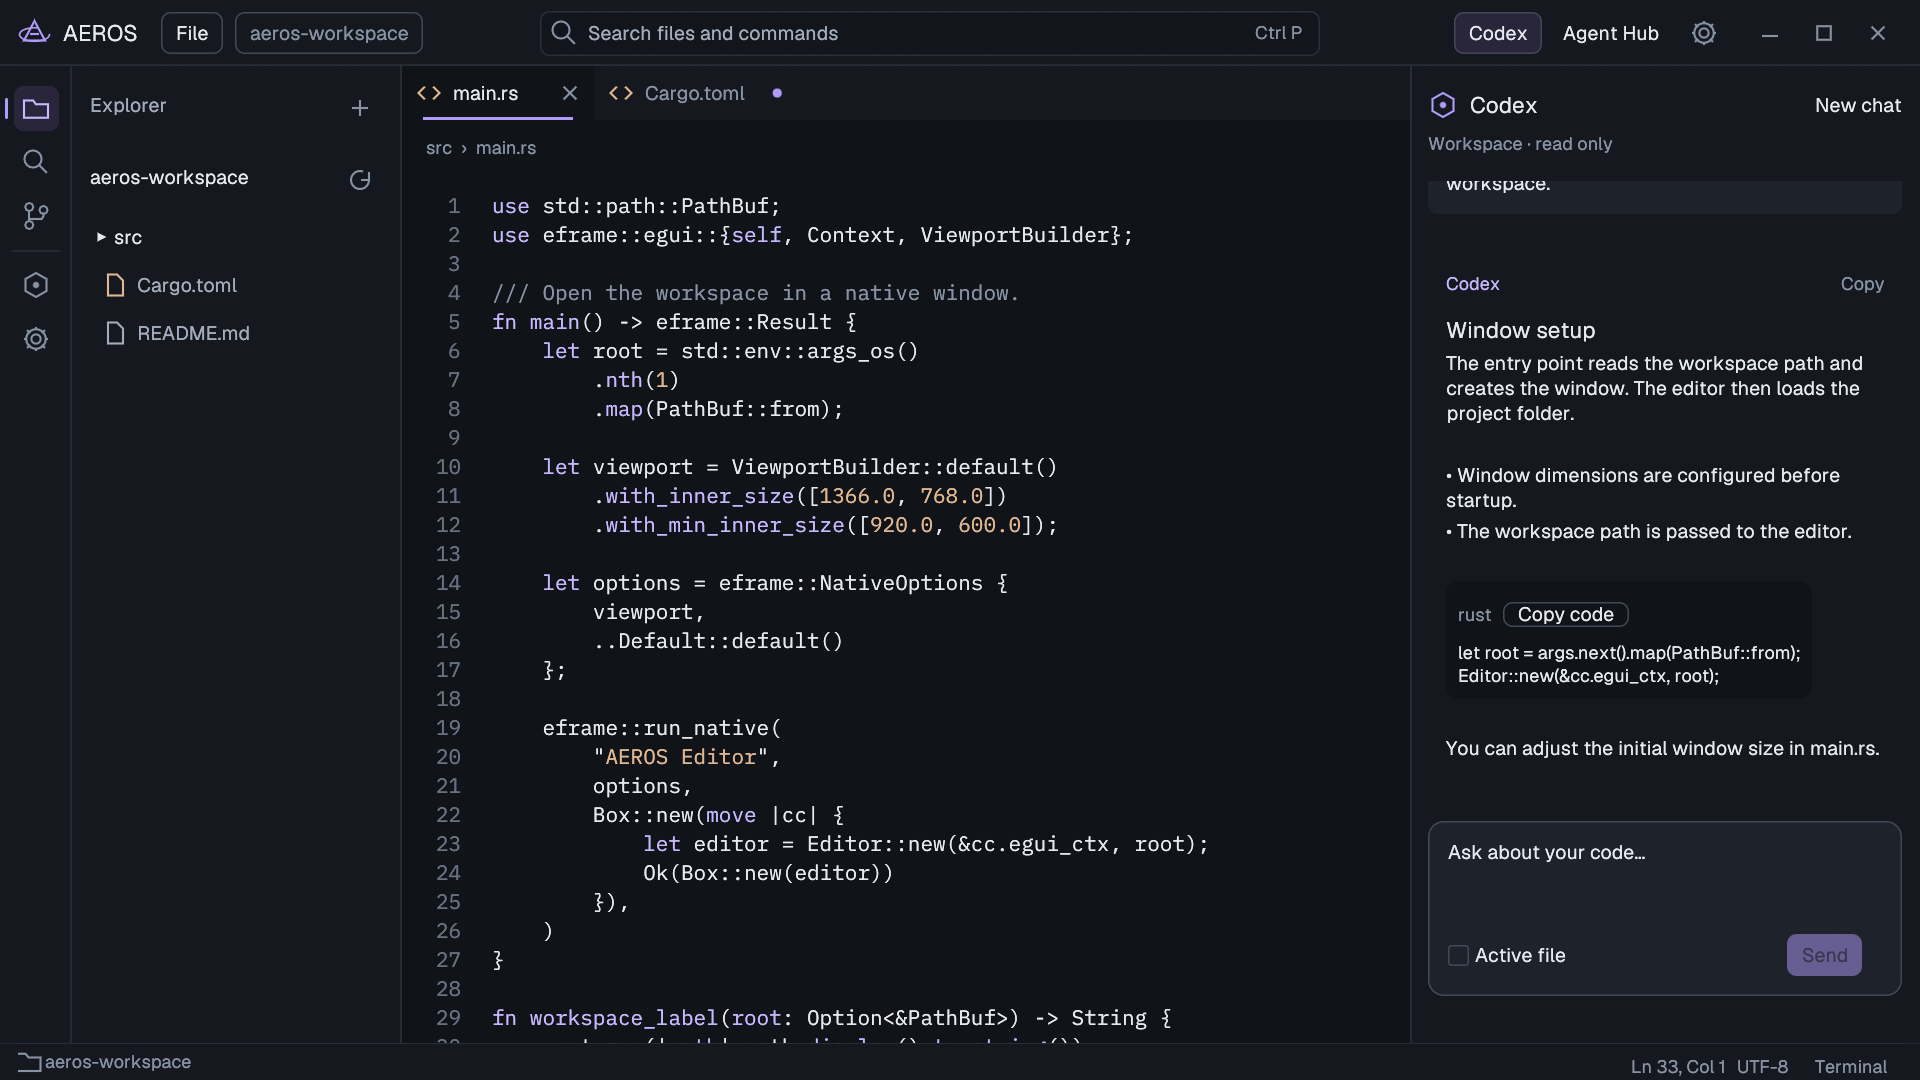 AEROS File aeros-workspace Search files and commands Ctrl P Codex Agent Hub
Explorer
aeros-workspace
src
Cargo.toml
README.md
main.rs Cargo.toml
src › main.rs
1 use std::path::PathBuf;
2 use eframe::egui::{self, Context, ViewportBuilder};
3
4 /// Open the workspace in a native window.
5 fn main() -> eframe::Result {
6     let root = std::env::args_os()
7         .nth(1)
8         .map(PathBuf::from);
9
10     let viewport = ViewportBuilder::default()
11         .with_inner_size([1366.0, 768.0])
12         .with_min_inner_size([920.0, 600.0]);
13
14     let options = eframe::NativeOptions {
15         viewport,
16         ..Default::default()
17     };
18
19     eframe::run_native(
20         "AEROS Editor",
21         options,
22         Box::new(move |cc| {
23             let editor = Editor::new(&cc.egui_ctx, root);
24             Ok(Box::new(editor))
25         }),
26     )
27 }
28
29 fn workspace_label(root: Option<&PathBuf>) -> String {
Codex New chat
Workspace · read only
workspace.
Codex Copy
Window setup
The entry point reads the workspace path and
creates the window. The editor then loads the
project folder.
• Window dimensions are configured before
startup.
• The workspace path is passed to the editor.
rust Copy code
let root = args.next().map(PathBuf::from);
Editor::new(&cc.egui_ctx, root);
You can adjust the initial window size in main.rs.
Ask about your code...
Active file Send
aeros-workspace Ln 33, Col 1 UTF-8 Terminal